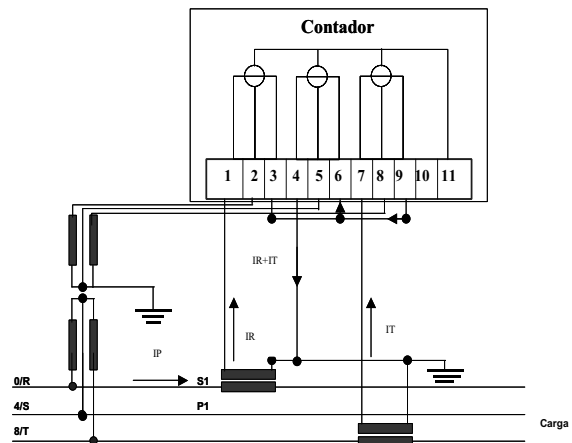 Contador
1 2 3 4 5 6 7 8 9 10 11
IR+IT
IR
IT
IP
0/R
S1
4/S
P1
Carga
8/T